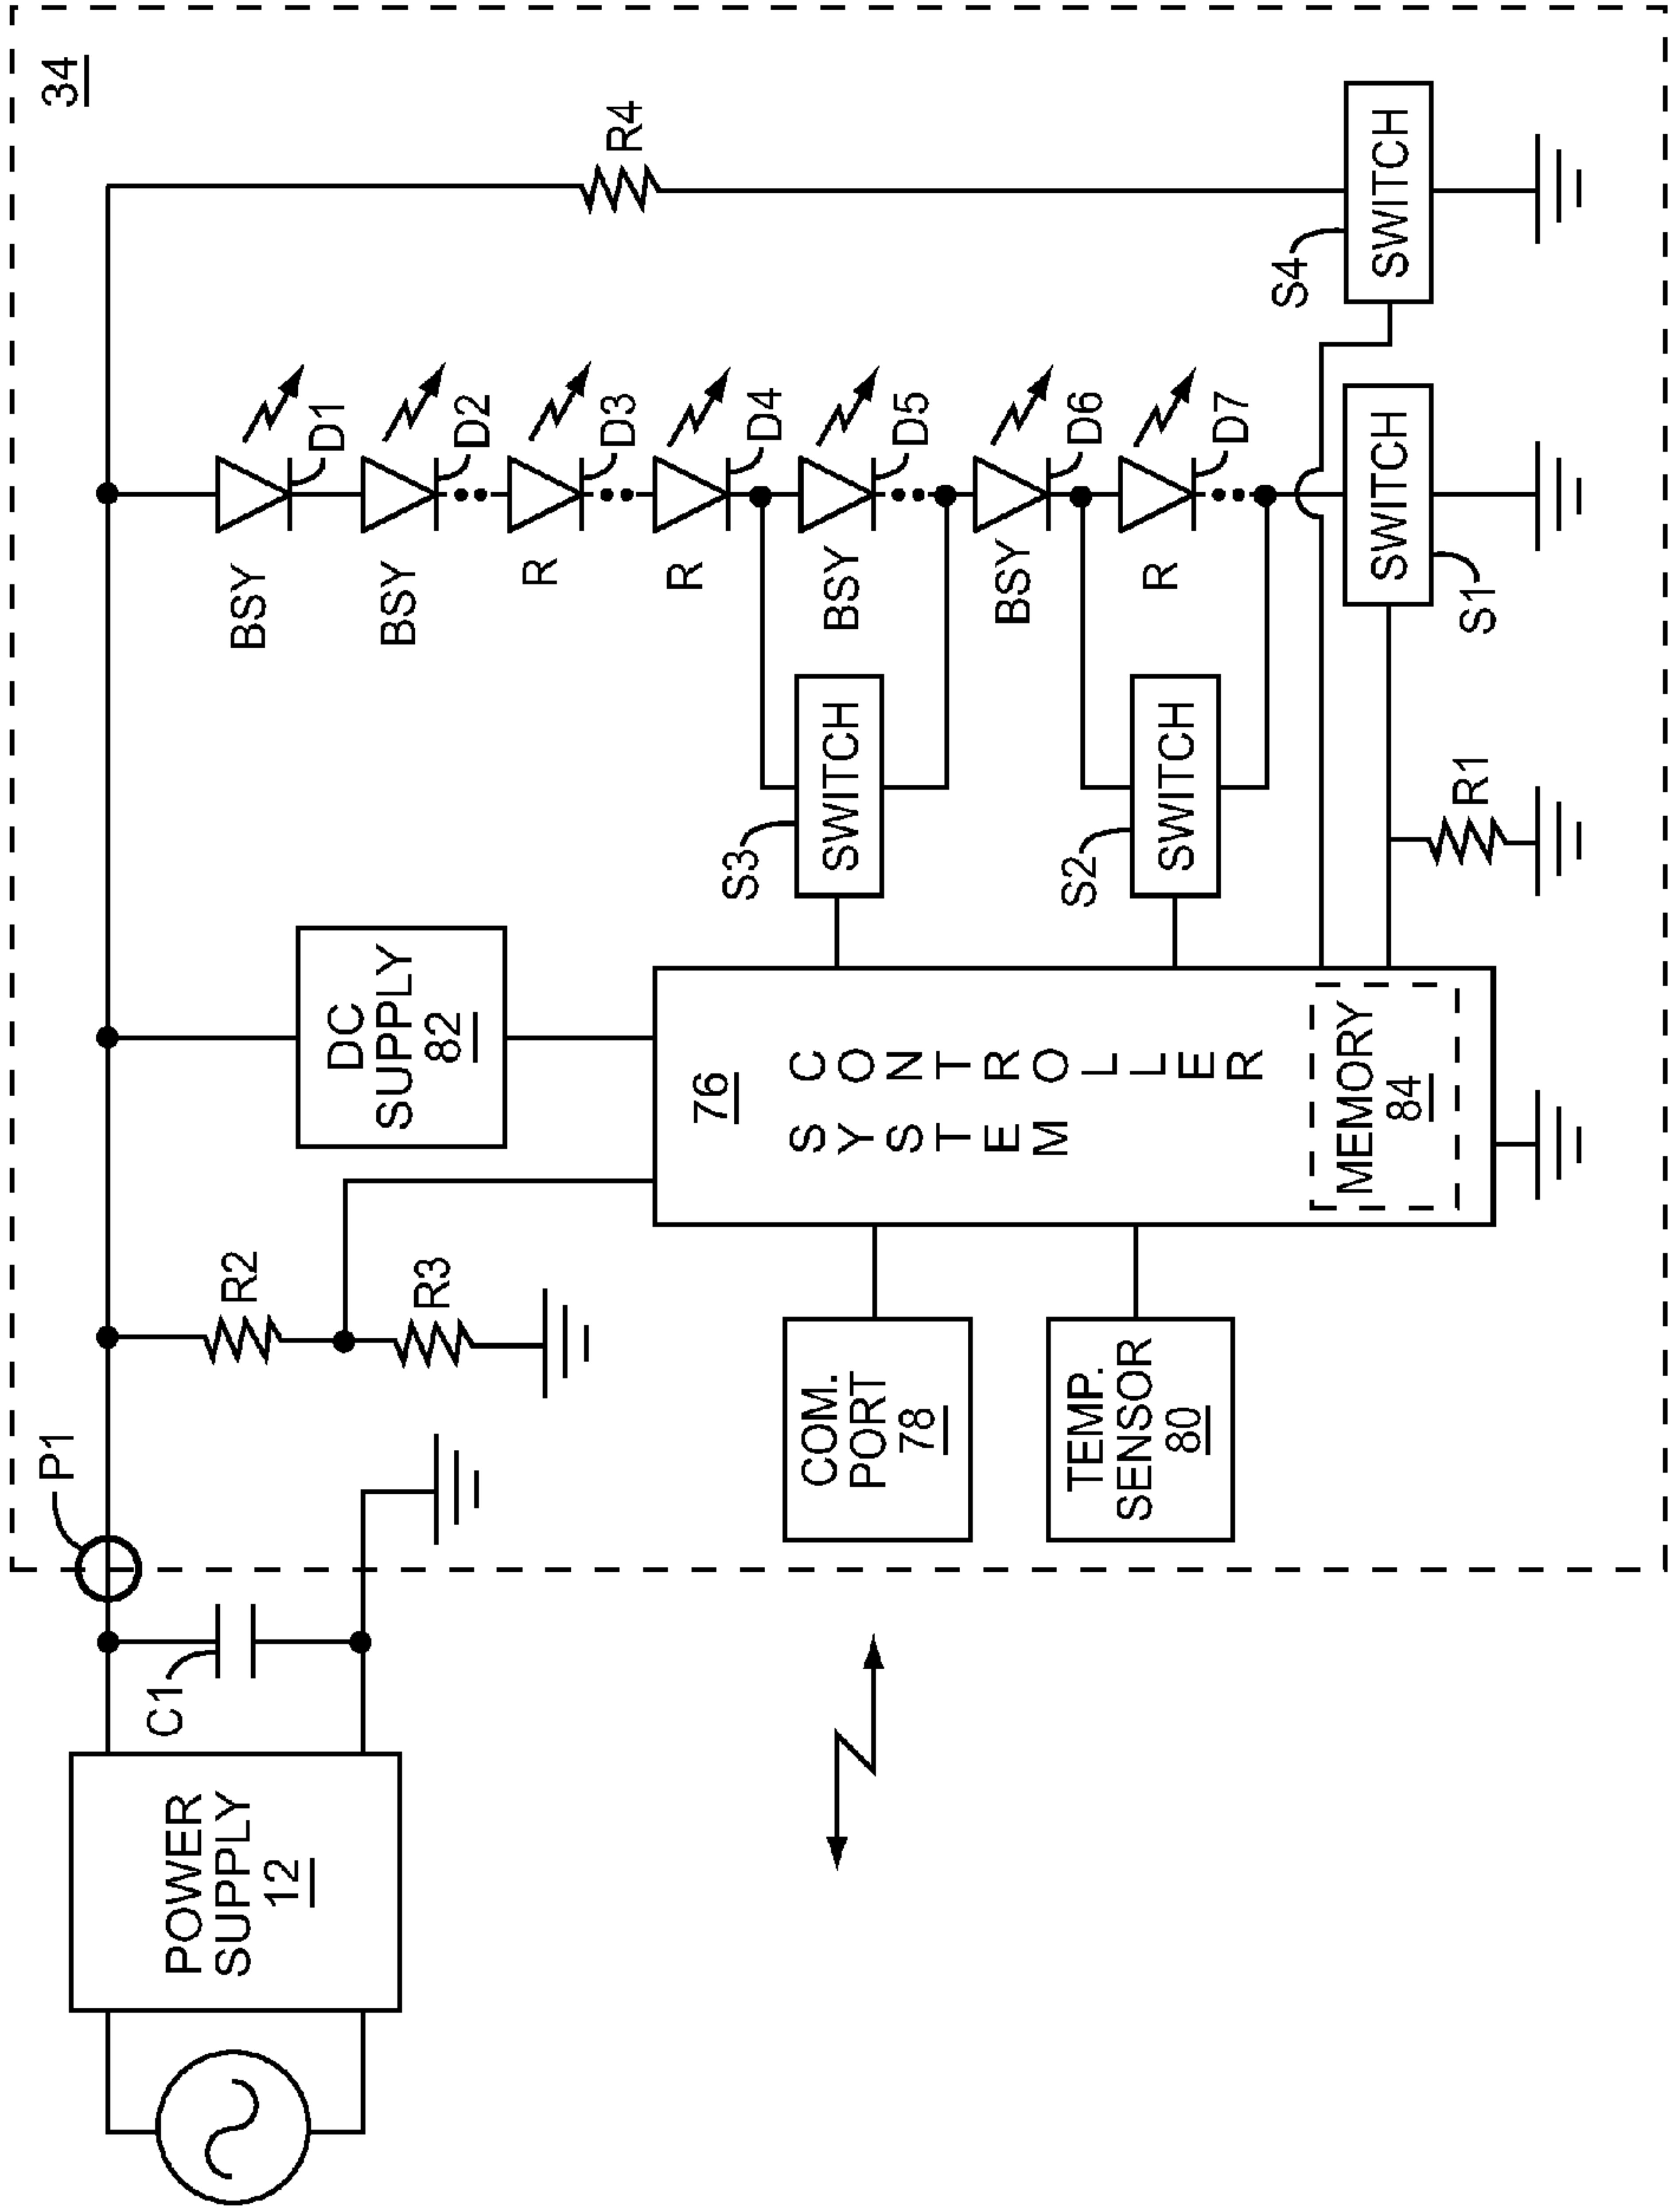 34
P1
POWER
SUPPLY
12
C1
R2
R3
DC
SUPPLY
82
76
SYSTEM
CONTROLLER
MEMORY
84
COM.
PORT
78
TEMP.
SENSOR
80
S3
SWITCH
S2
SWITCH
R1
BSY
D1
BSY
D2
R
D3
R
D4
BSY
D5
BSY
D6
R
D7
SWITCH
S1
R4
S4
SWITCH